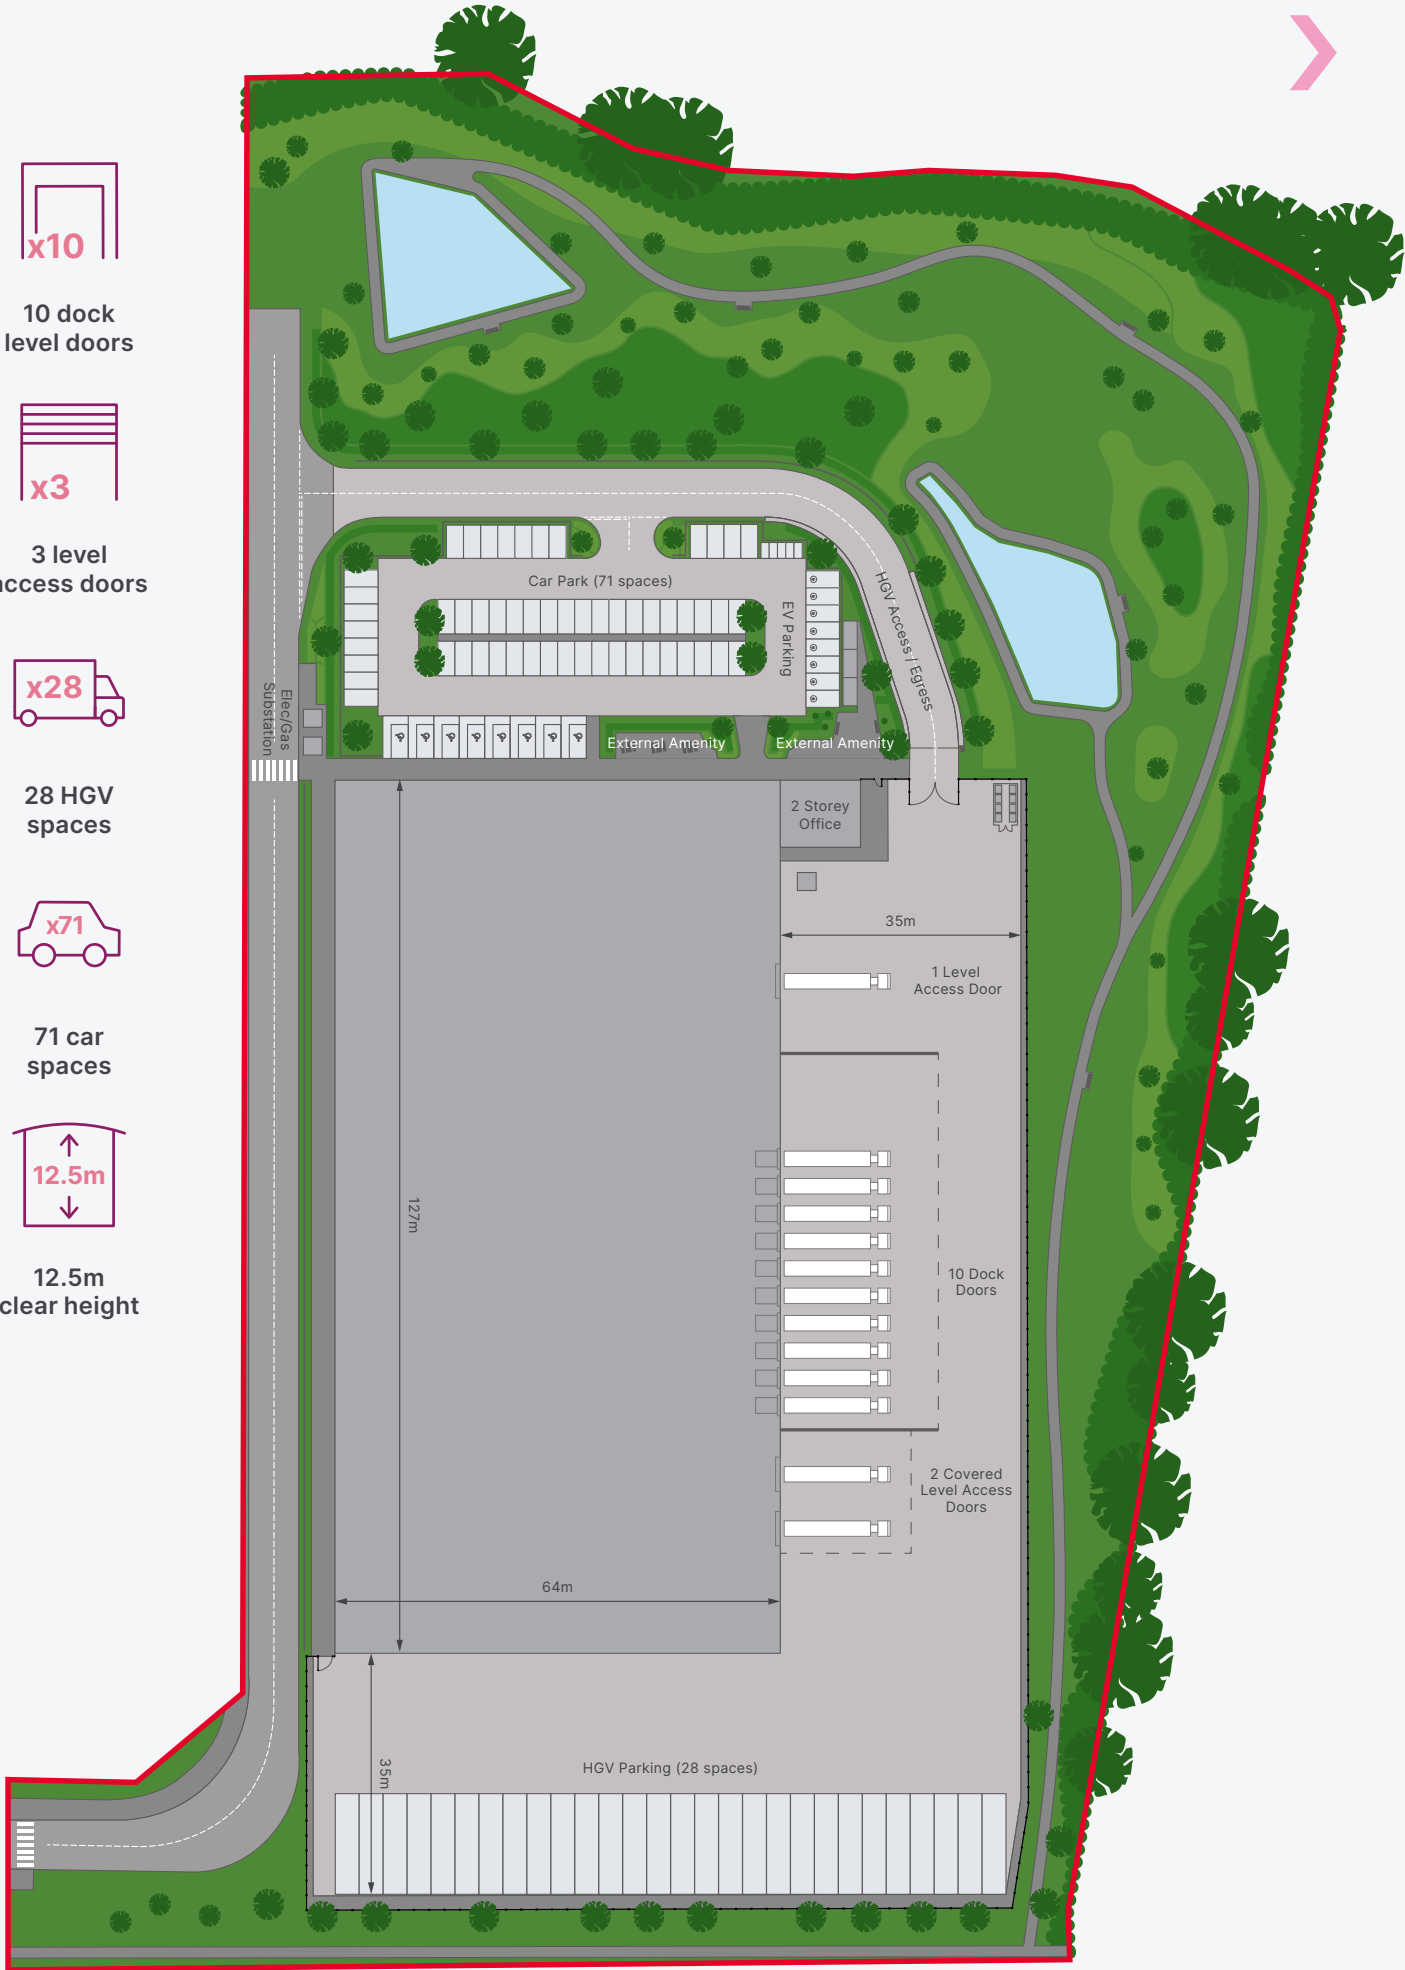 x10
10 dock
level doors
x3
3 level
access doors
x28
28 HGV
spaces
x71
71 car
spaces
12.5m
12.5m
clear height
Car Park (71 spaces)
EV Parking
HGV Access / Egress
Elec/Gas
Substation
External Amenity
External Amenity
2 Storey
Office
35m
1 Level
Access Door
127m
10 Dock
Doors
2 Covered
Level Access
Doors
64m
35m
HGV Parking (28 spaces)